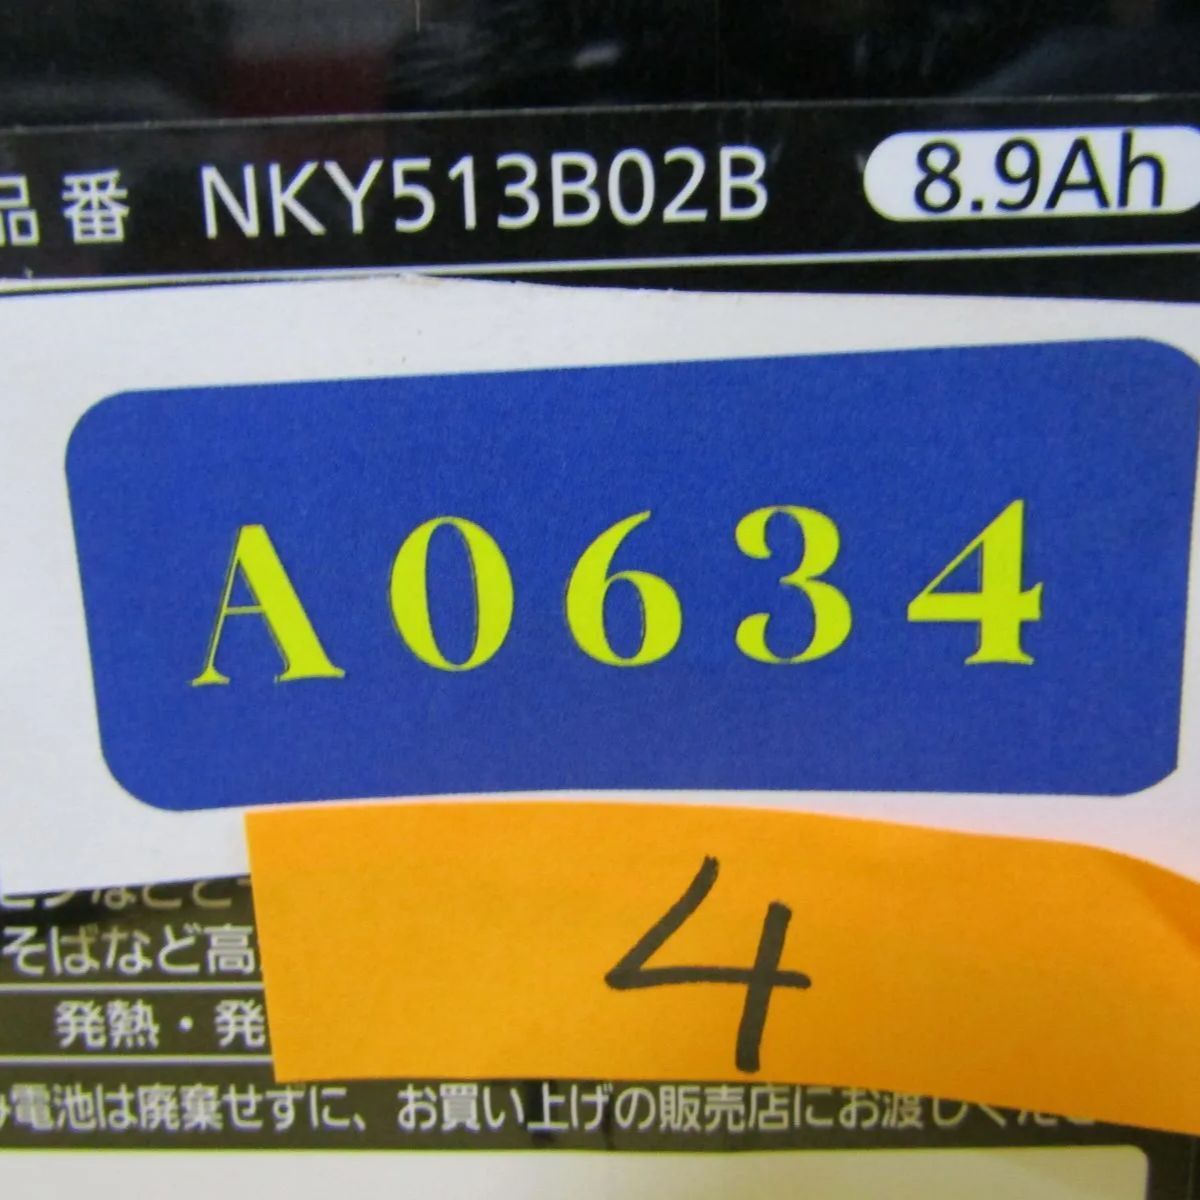 品番 NKY513B02B 8.9Ah
A0634
4
そばなど高
発熱・発
電池は廃棄せずに、お買い上げの販売店にお渡しくださ